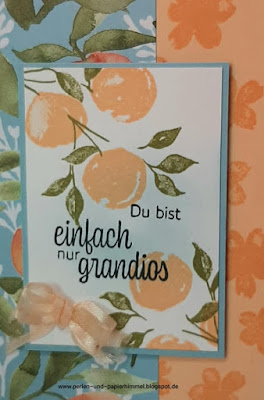 Du bist
einfach
nur
grandios
www.perlen-und-papierhimmel.blogspot.de